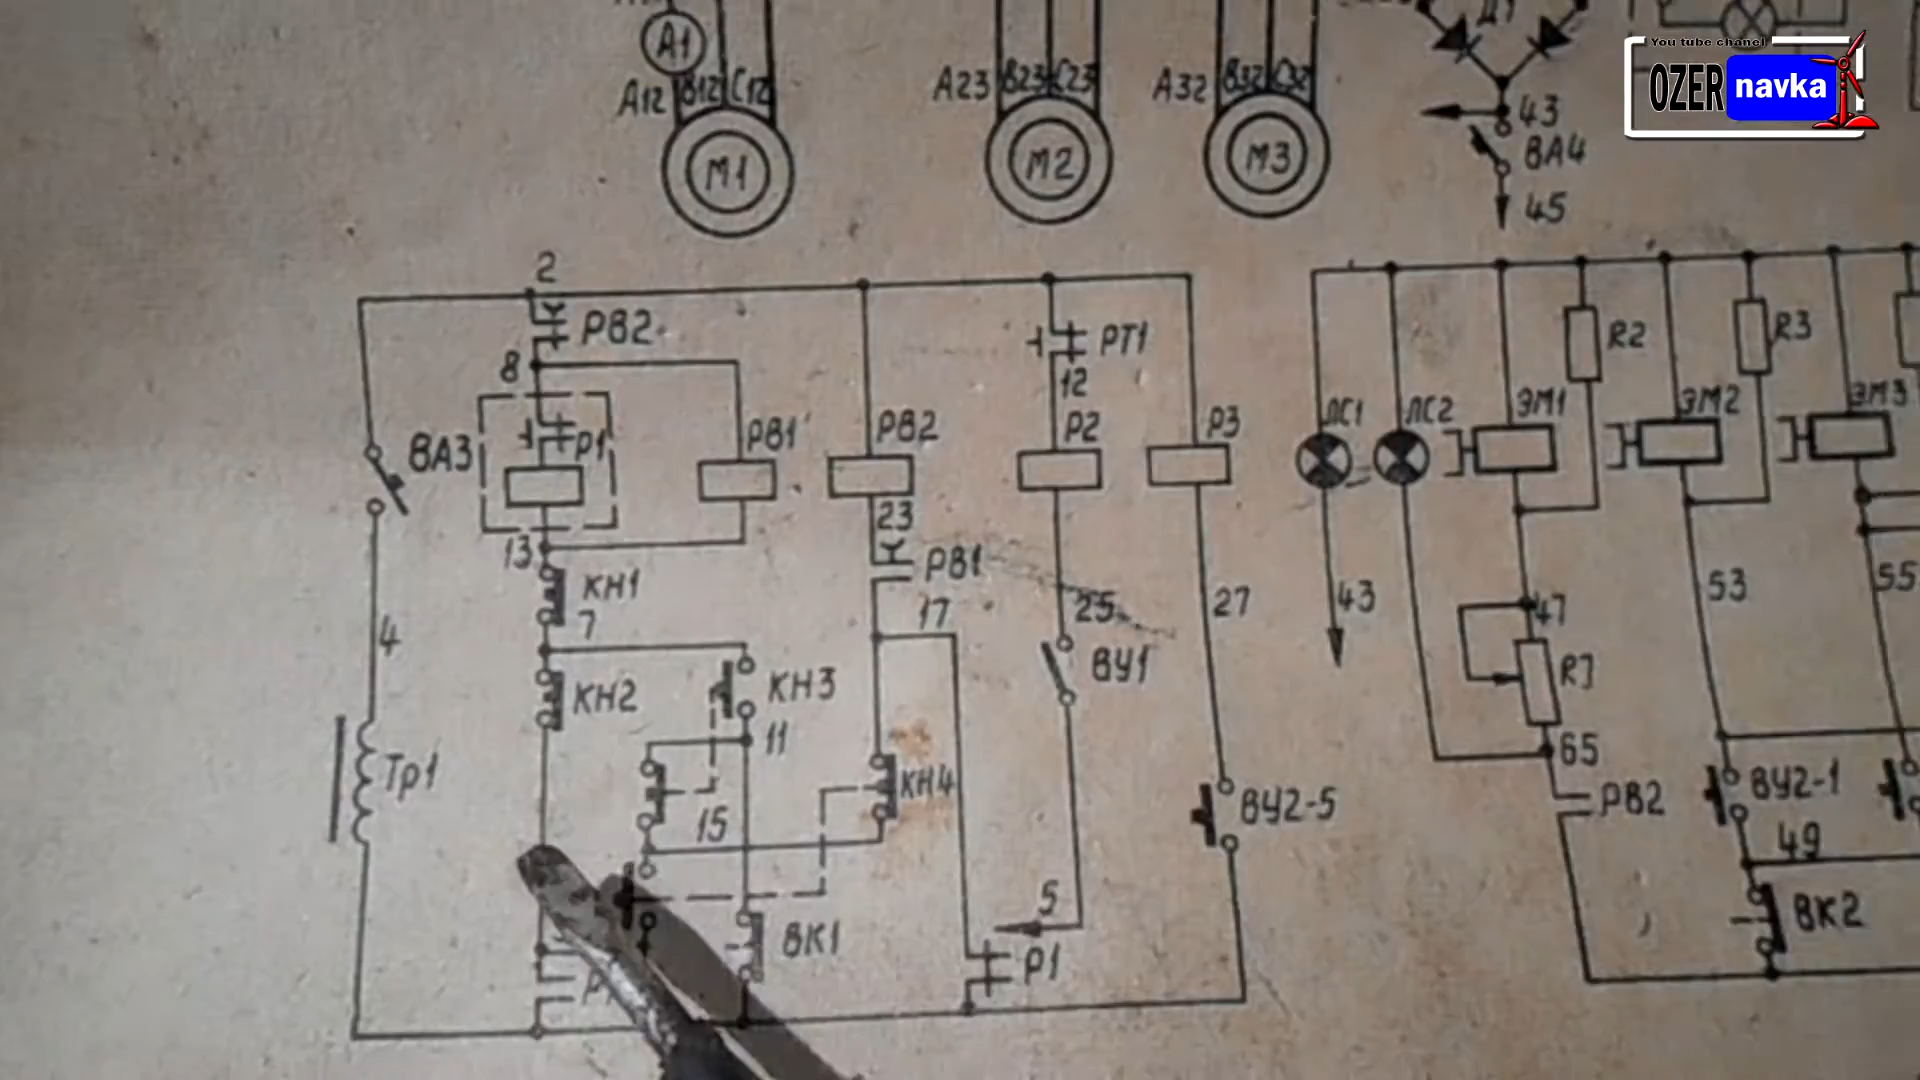 You tube chanel
OZER navka
A1
A12 B12 C12
M1
A23 B23 C23
M2
A32 B32 C32
M3
Д1
43
ВА4
45
2
РВ2
8
Р1
РВ1
РВ2
РТ1
12
Р2
Р3
ВА3
13
КН1
7
23
РВ1
17
25
27
4
КН2
КН3
11
ВУ1
Тр1
15
КН4
ВУ2-5
ВК1
5
Р1
ЛС1
ЛС2
ЭМ1
R2
ЭМ2
R3
ЭМ3
43
47
53
55
65
РВ2
ВУ2-1
49
ВК2